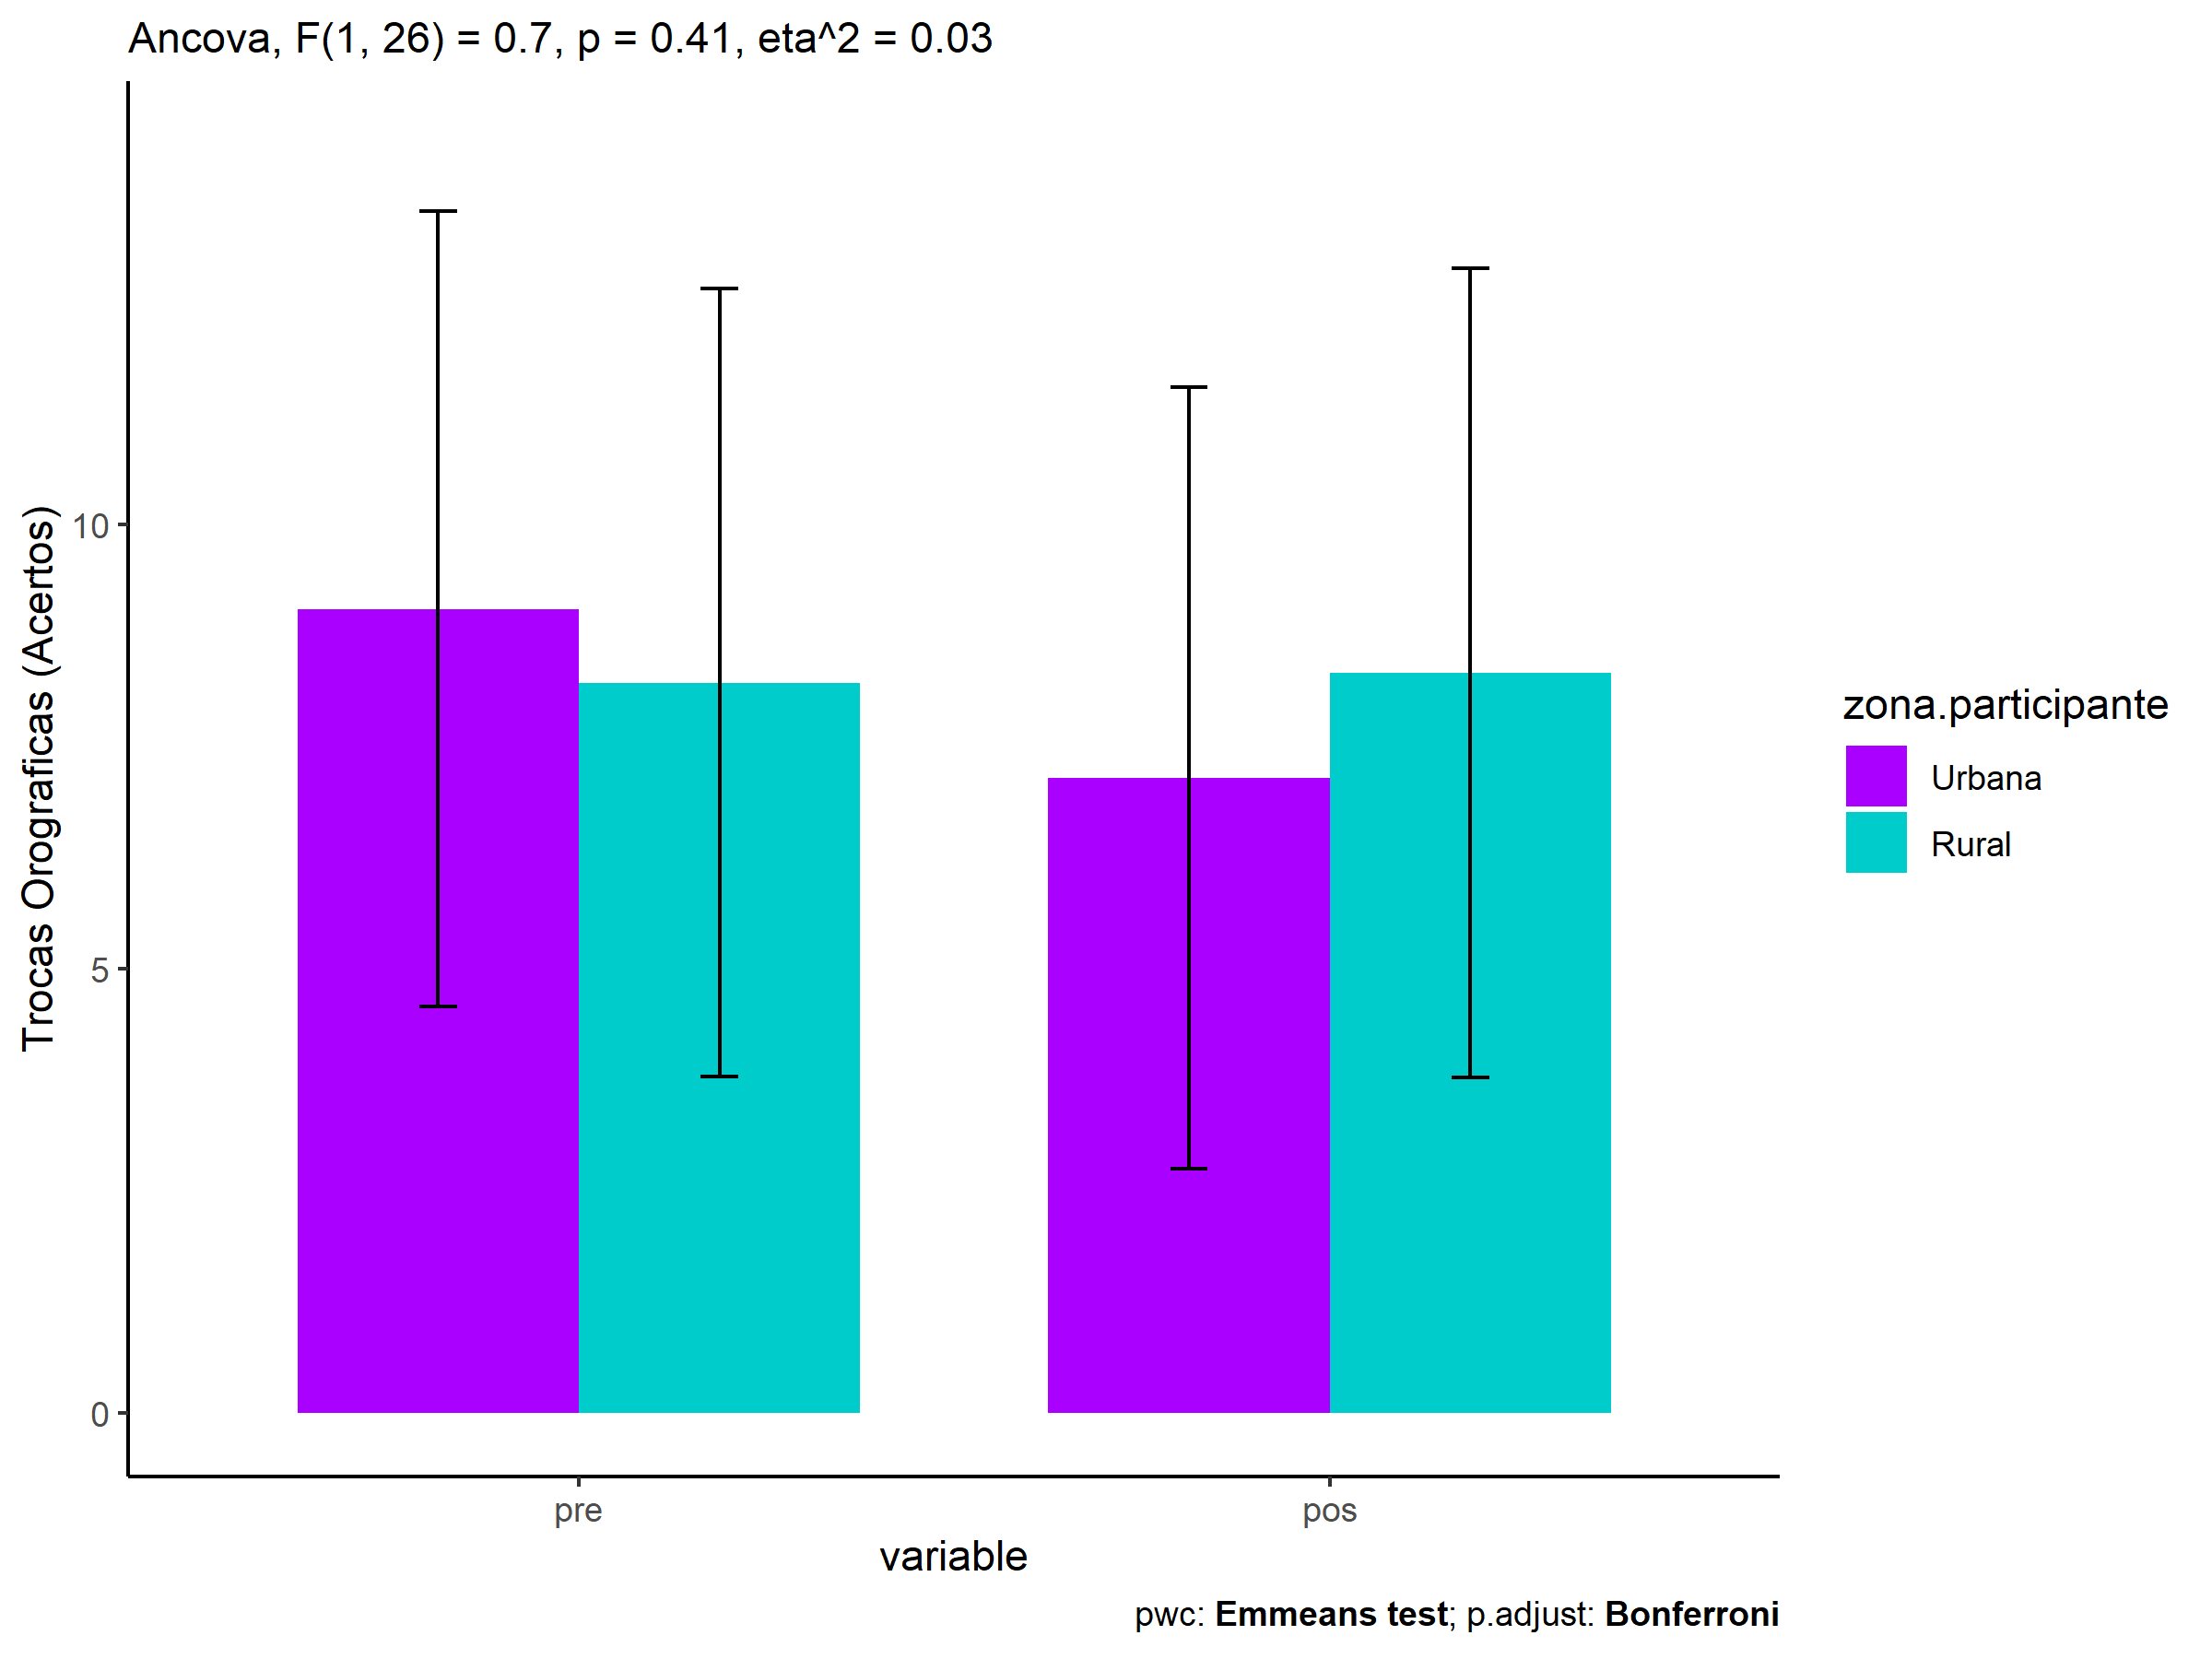 Ancova, F(1, 26) = 0.7, p = 0.41, eta^2 = 0.03
Trocas Orograficas (Acertos)
10
5
0
pre
pos
variable
zona.participante
Urbana
Rural
pwc: Emmeans test; p.adjust: Bonferroni